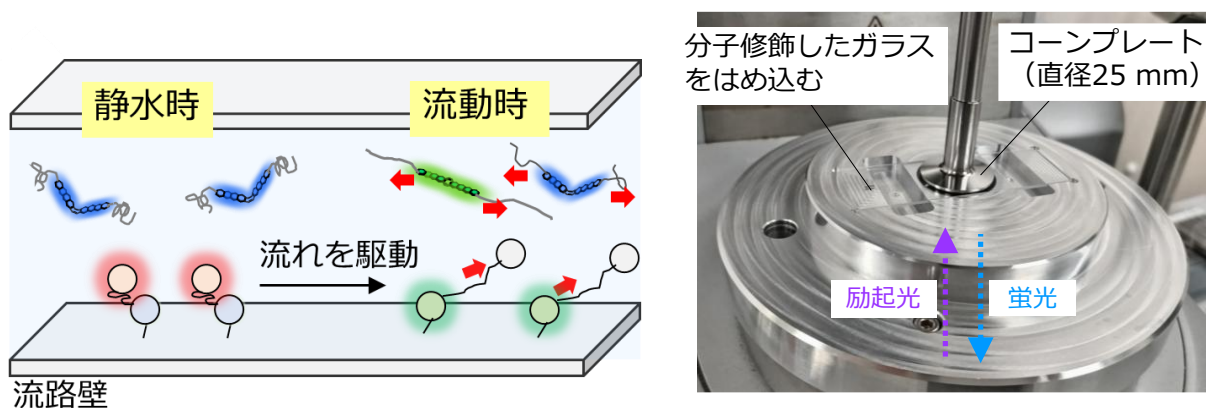 静水時
流動時
流れを駆動
流路壁
分子修飾したガラス
をはめ込む
コーンプレート
（直径25 mm）
励起光
蛍光